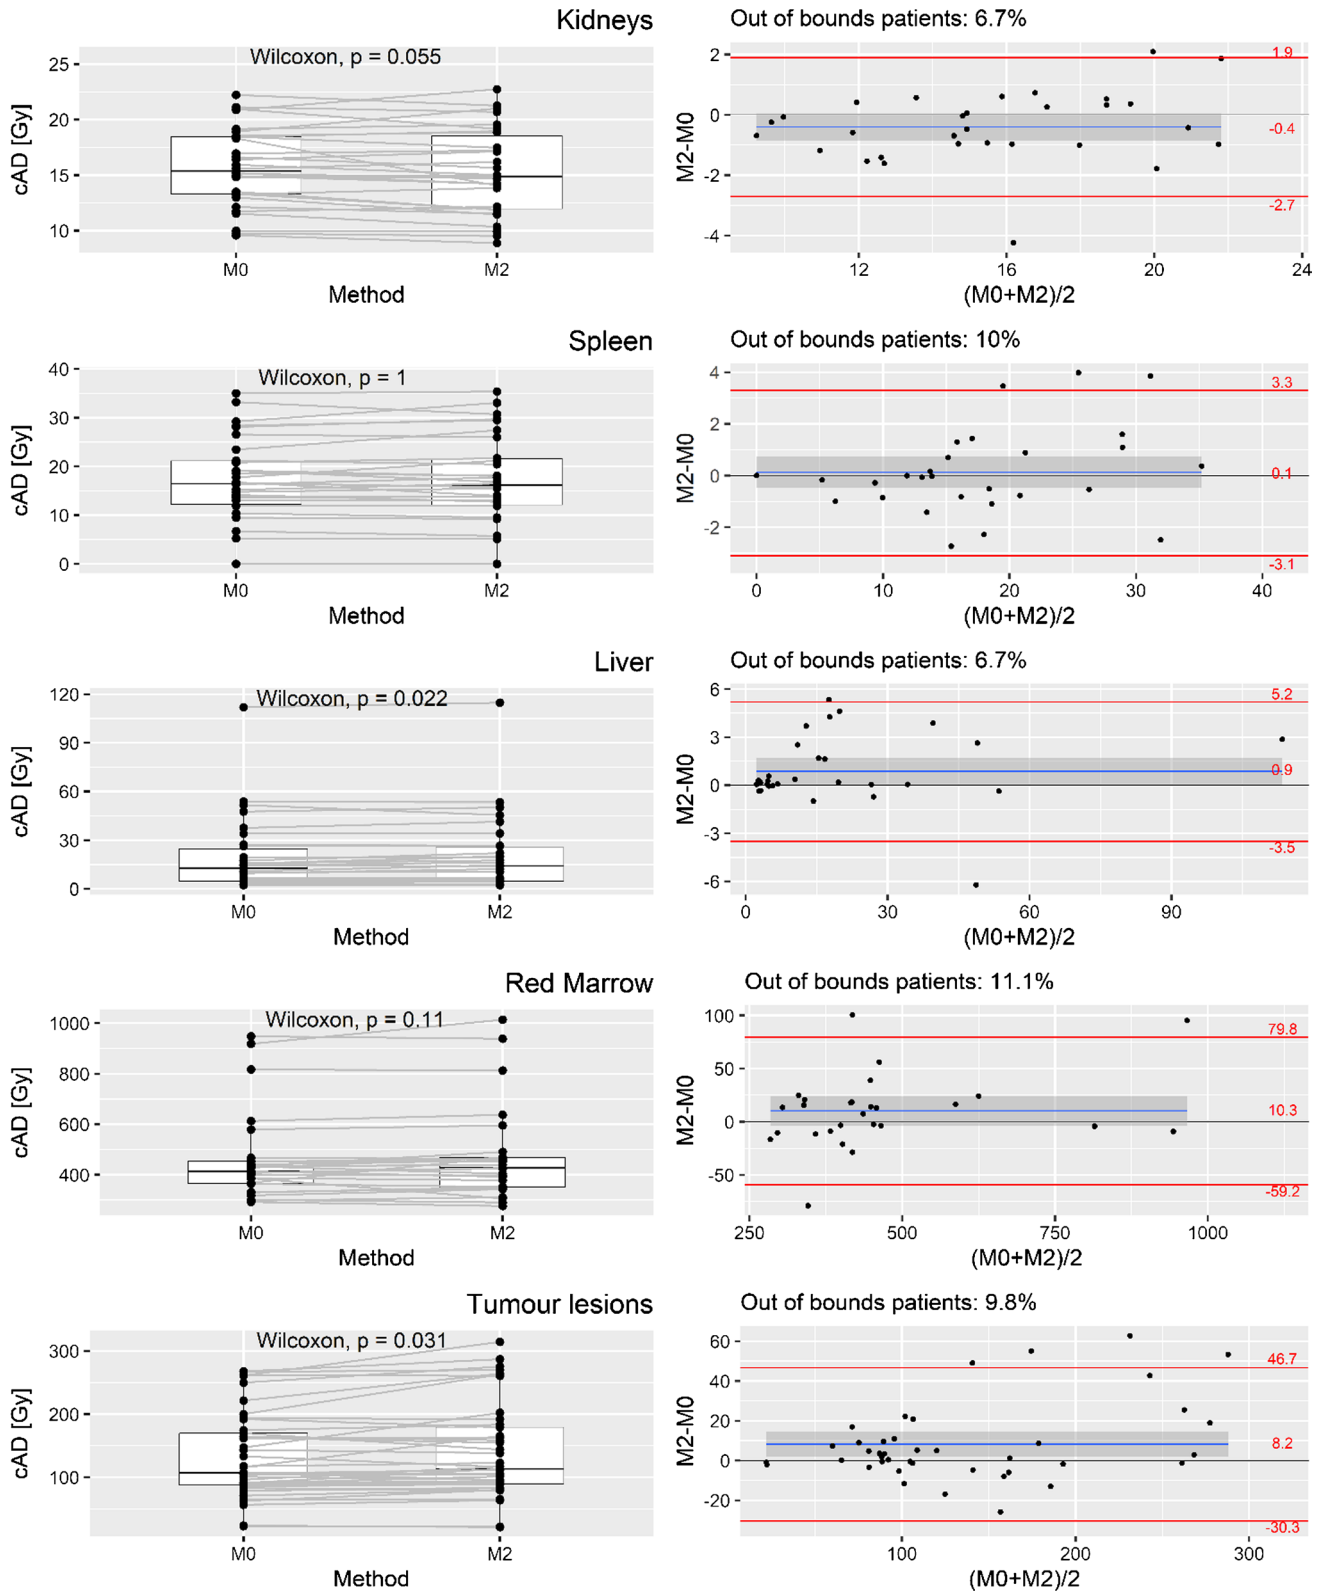 Kidneys
Out of bounds patients: 6.7%
Wilcoxon, p = 0.055
cAD [Gy]
25
20
15
10
M0
M2
Method
M2-M0
2
0
-2
-4
1.9
-0.4
-2.7
12
16
20
24
(M0+M2)/2
Spleen
Out of bounds patients: 10%
Wilcoxon, p = 1
cAD [Gy]
40
30
20
10
0
M0
M2
Method
M2-M0
4
2
0
-2
3.3
0.1
-3.1
0
10
20
30
40
(M0+M2)/2
Liver
Out of bounds patients: 6.7%
Wilcoxon, p = 0.022
cAD [Gy]
120
90
60
30
0
M0
M2
Method
M2-M0
6
3
0
-3
-6
5.2
0.9
-3.5
0
30
60
90
(M0+M2)/2
Red Marrow
Out of bounds patients: 11.1%
Wilcoxon, p = 0.11
cAD [Gy]
1000
800
600
400
M0
M2
Method
M2-M0
100
50
0
-50
79.8
10.3
-59.2
250
500
750
1000
(M0+M2)/2
Tumour lesions
Out of bounds patients: 9.8%
Wilcoxon, p = 0.031
cAD [Gy]
300
200
100
M0
M2
Method
M2-M0
60
40
20
0
-20
46.7
8.2
-30.3
100
200
300
(M0+M2)/2